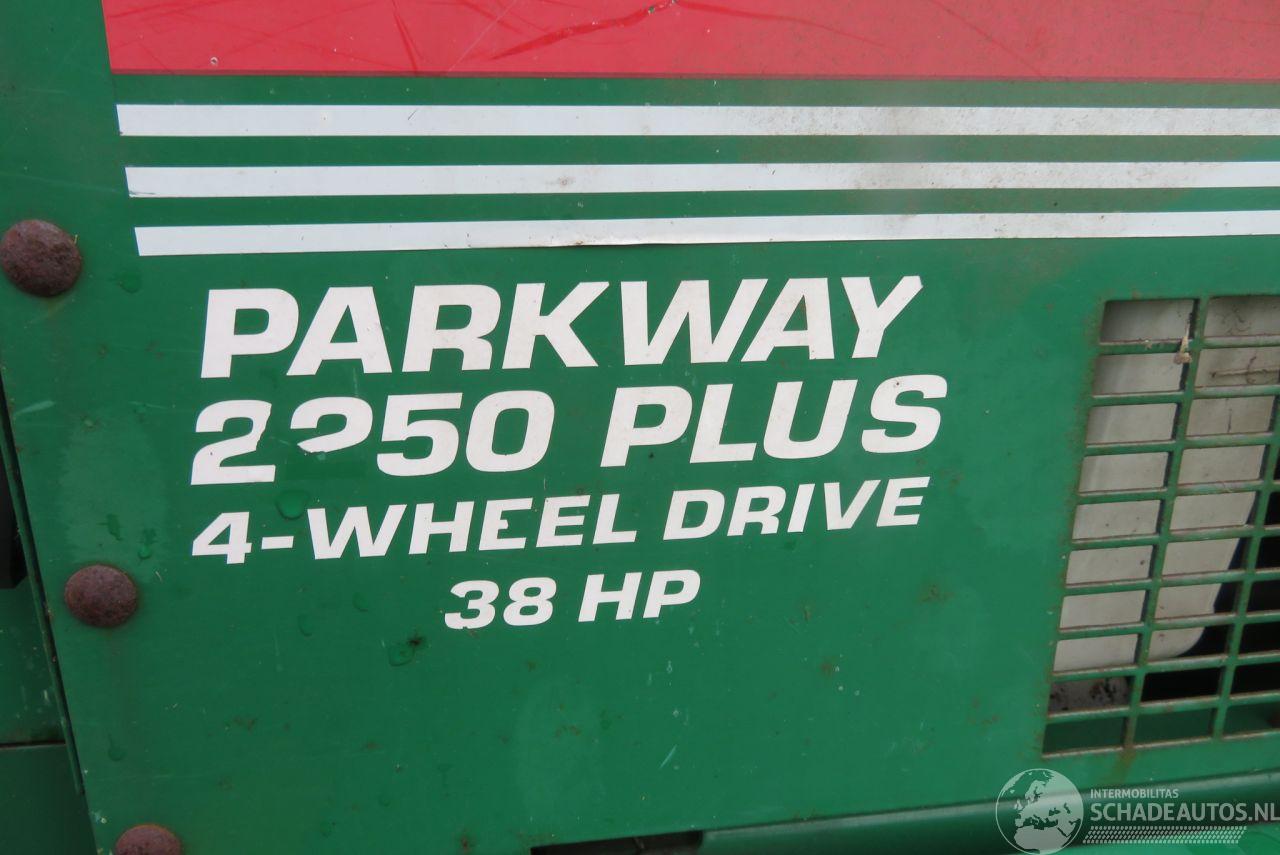 PARKWAY
2250 PLUS
4-WHEEL DRIVE
38 HP
INTERMOBILITAS
SCHADEAUTOS.NL